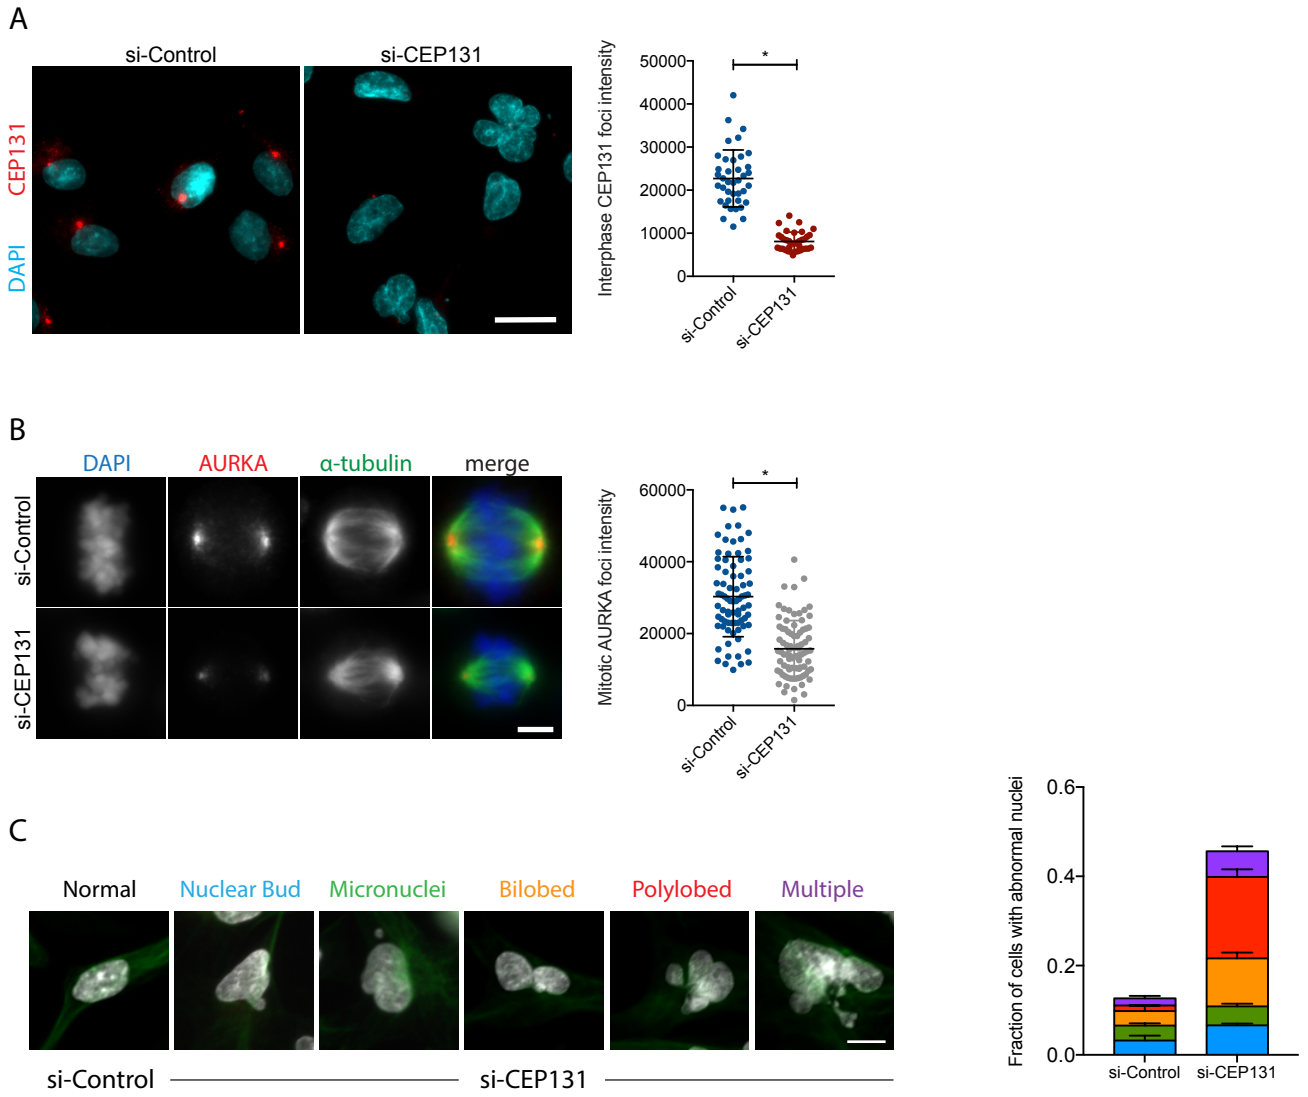 A
si-Control
si-CEP131
CEP131
DAPI
Interphase CEP131 foci intensity
50000
40000
30000
20000
10000
0
*
si-Control
si-CEP131
B
DAPI
AURKA
α-tubulin
merge
si-Control
si-CEP131
Mitotic AURKA foci intensity
60000
40000
20000
0
*
si-Control
si-CEP131
C
Normal
Nuclear Bud
Micronuclei
Bilobed
Polylobed
Multiple
si-Control
si-CEP131
Fraction of cells with abnormal nuclei
0.6
0.4
0.2
0.0
si-Control
si-CEP131